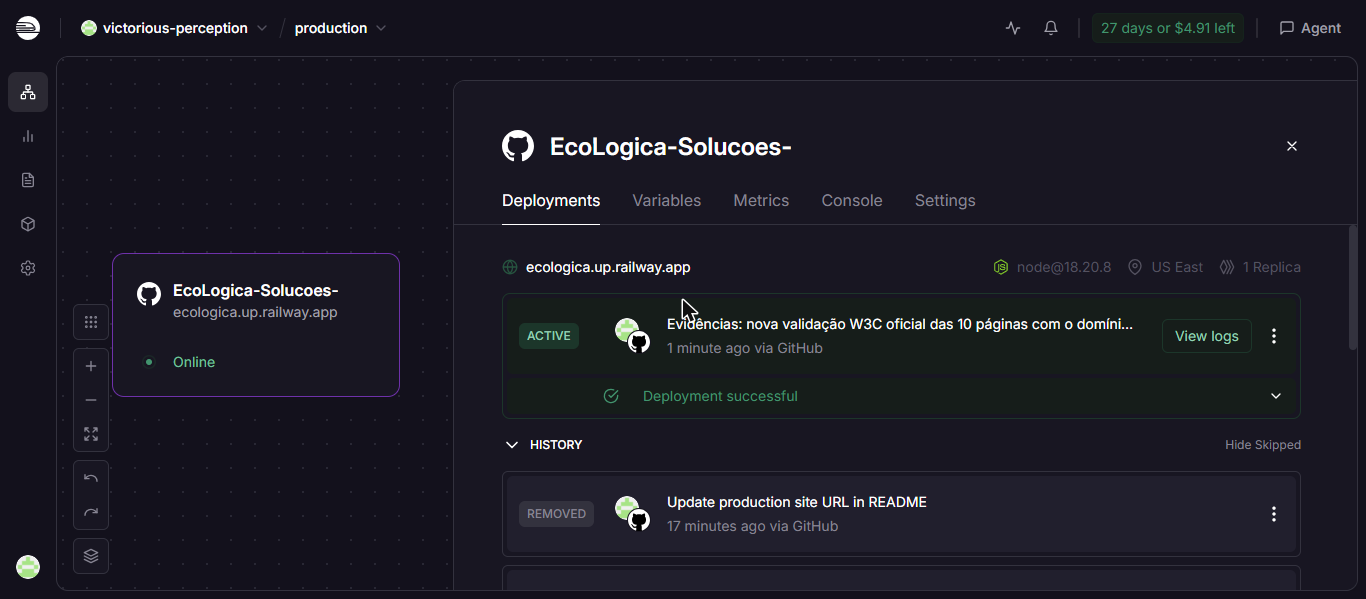 victorious-perception
production
27 days or $4.91 left
Agent
EcoLogica-Solucoes-
ecologica.up.railway.app
Online
EcoLogica-Solucoes-
Deployments Variables Metrics Console Settings
ecologica.up.railway.app
node@18.20.8 US East 1 Replica
ACTIVE
Evidências: nova validação W3C oficial das 10 páginas com o domíni...
1 minute ago via GitHub
View logs
Deployment successful
HISTORY
Hide Skipped
REMOVED
Update production site URL in README
17 minutes ago via GitHub